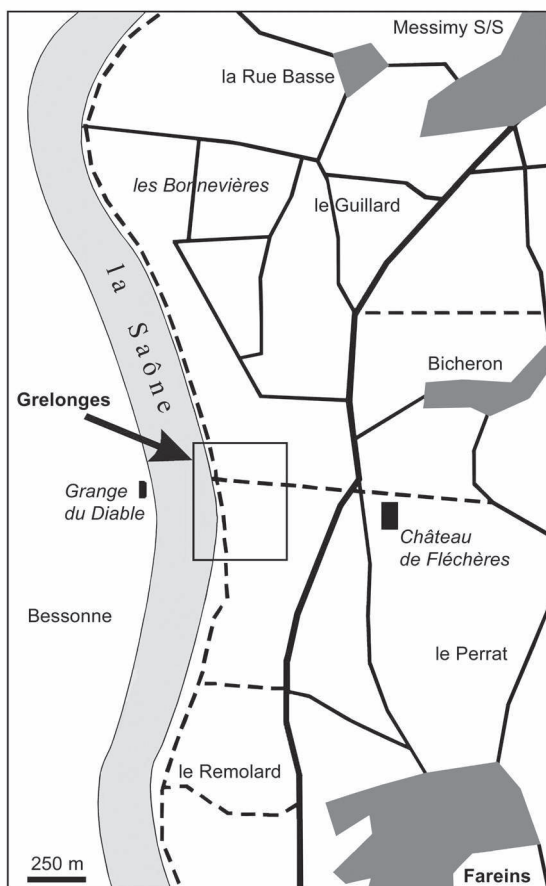 Messimy S/S
la Rue Basse
les Bonnevières
le Guillard
la Saône
Bicheron
Grelonges
Grange
du Diable
Château
de Fléchères
Bessonne
le Perrat
le Remolard
250 m
Fareins